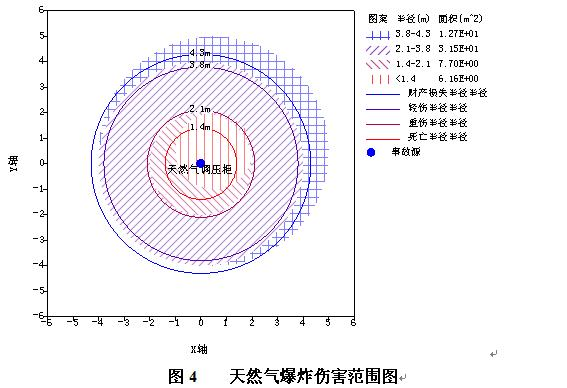 图案 半径(m) 面积(m^2)
3.8-4.3 1.27E+01
2.1-3.8 3.15E+01
1.4-2.1 7.70E+00
<1.4 6.16E+00
财产损失半径半径
轻伤半径半径
重伤半径半径
死亡半径半径
事故源
6
5
4
3
2
1
0
-1
-2
-3
-4
-5
-6
Y轴
4.3m
3.8m
2.1m
1.4m
天然气调压柜
-6 -5 -4 -3 -2 -1 0 1 2 3 4 5 6
X轴
图 4 天然气爆炸伤害范围图